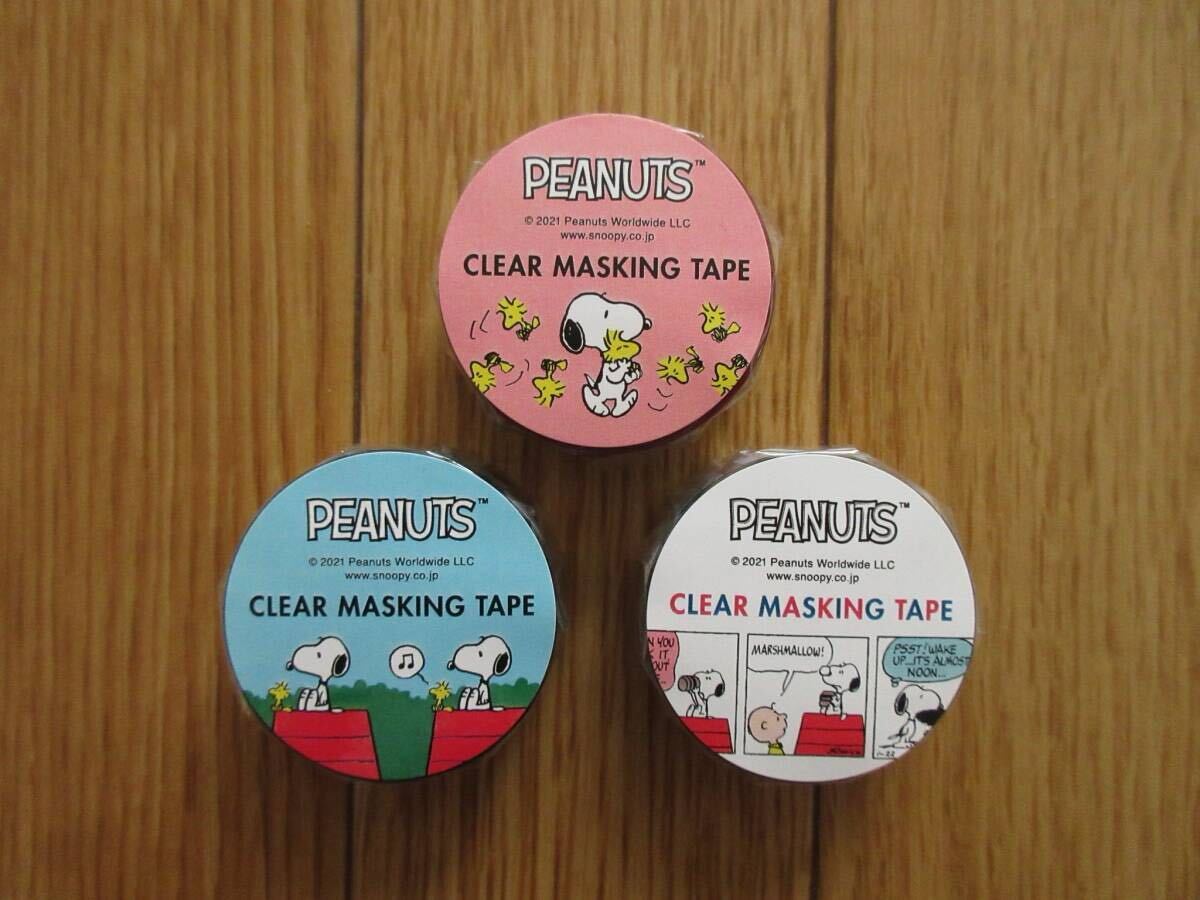 PEANUTS™
© 2021 Peanuts Worldwide LLC
www.snoopy.co.jp
CLEAR MASKING TAPE
PEANUTS™
© 2021 Peanuts Worldwide LLC
www.snoopy.co.jp
CLEAR MASKING TAPE
PEANUTS™
© 2021 Peanuts Worldwide LLC
www.snoopy.co.jp
CLEAR MASKING TAPE
YOU
IT
MARSHMALLOW!
PSST! WAKE
UP...IT'S ALMOST
NOON...